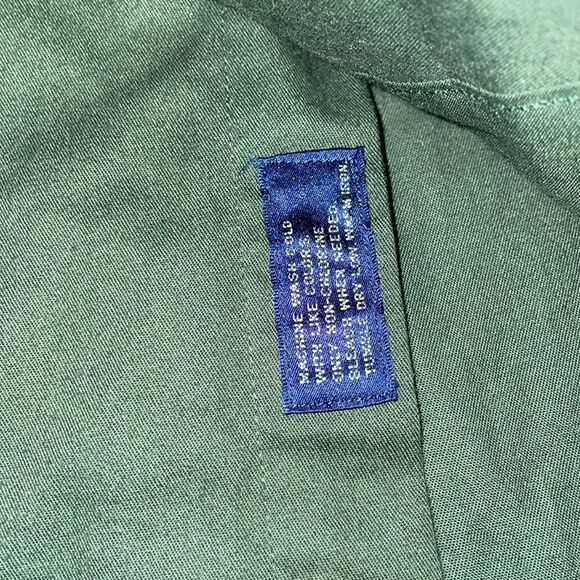 MACHINE WASH COLD
WITH LIKE COLORS.
ONLY NON-CHLORINE
BLEACH WHEN NEEDED.
TUMBLE DRY LOW WARM IRON.